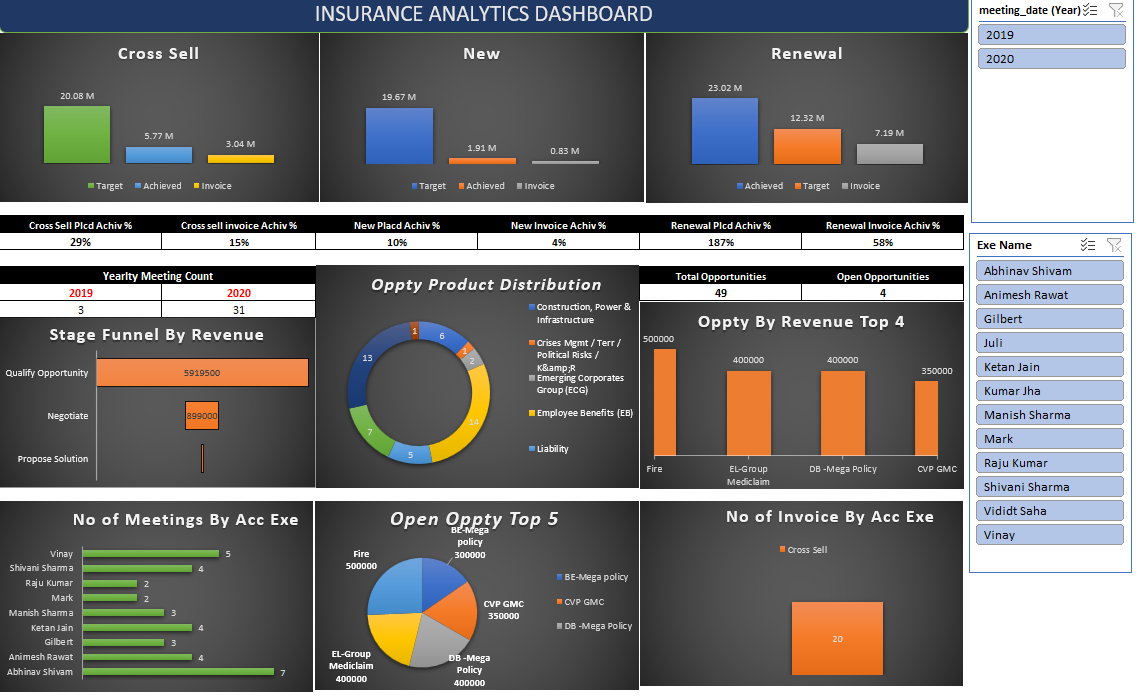 INSURANCE ANALYTICS DASHBOARD
meeting_date (Year)
2019
2020
Cross Sell
20.08 M
5.77 M
3.04 M
Target Achieved Invoice
New
19.67 M
1.91 M
0.83 M
Target Achieved Invoice
Renewal
23.02 M
12.32 M
7.19 M
Achieved Target Invoice
Cross Sell Plcd Achiv % Cross sell invoice Achiv % New Placd Achiv % New Invoice Achiv % Renewal Plcd Achiv % Renewal Invoice Achiv %
29% 15% 10% 4% 187% 58%
Exe Name
Abhinav Shivam
Animesh Rawat
Gilbert
Juli
Ketan Jain
Kumar Jha
Manish Sharma
Mark
Raju Kumar
Shivani Sharma
Vididt Saha
Vinay
Yearlty Meeting Count
2019 2020
3 31
Stage Funnel By Revenue
Qualify Opportunity 5919500
Negotiate 899000
Propose Solution
Oppty Product Distribution
1
6
1
2
14
5
7
13
Construction, Power &
Infrastructure
Crises Mgmt / Terr /
Political Risks /
K&amp;R
Emerging Corporates
Group (ECG)
Employee Benefits (EB)
Liability
Total Opportunities Open Opportunities
49 4
Oppty By Revenue Top 4
500000
400000
400000
350000
Fire
EL-Group
Mediclaim
DB -Mega Policy
CVP GMC
No of Meetings By Acc Exe
Vinay 5
Shivani Sharma 4
Raju Kumar 2
Mark 2
Manish Sharma 3
Ketan Jain 4
Gilbert 3
Animesh Rawat 4
Abhinav Shivam 7
Open Oppty Top 5
BE-Mega
policy
300000
Fire
500000
CVP GMC
350000
EL-Group
Mediclaim
400000
DB -Mega
Policy
400000
BE-Mega policy
CVP GMC
DB -Mega Policy
No of Invoice By Acc Exe
Cross Sell
20